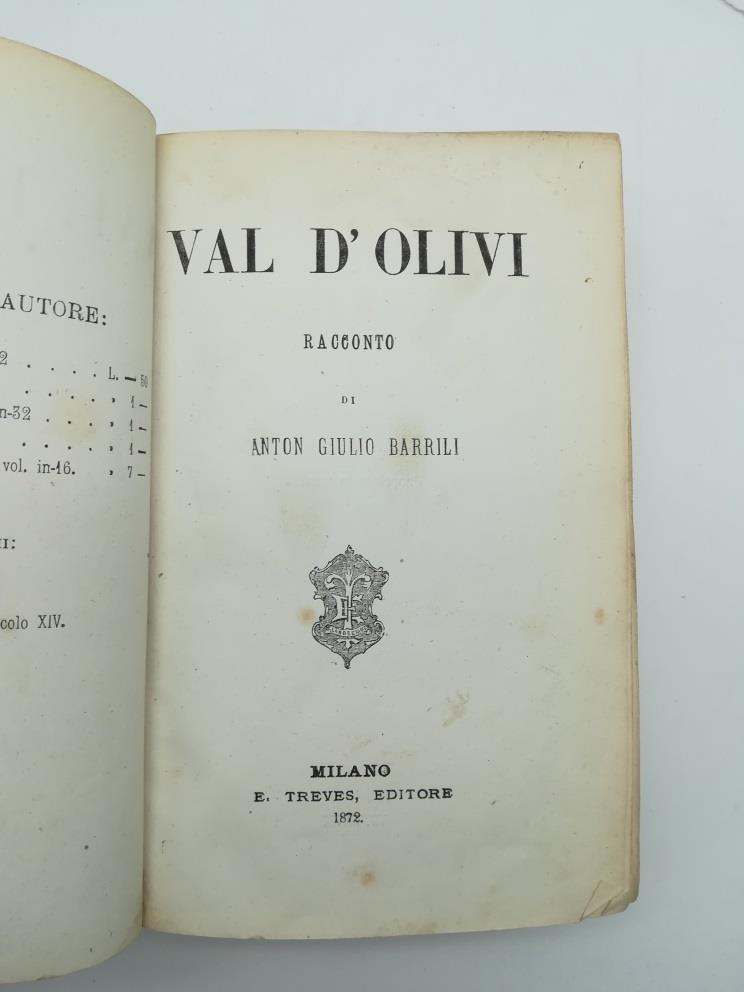 AUTORE:
2 . . . . L. — 50
. . . . . „ 1 —
n-32 . . . „ 1 —
. . . . . „ 1 —
vol. in-16. „ 7 —
II:
colo XIV.
VAL D'OLIVI
RACCONTO
DI
ANTON GIULIO BARRILI
MILANO
E. TREVES, EDITORE
1872.